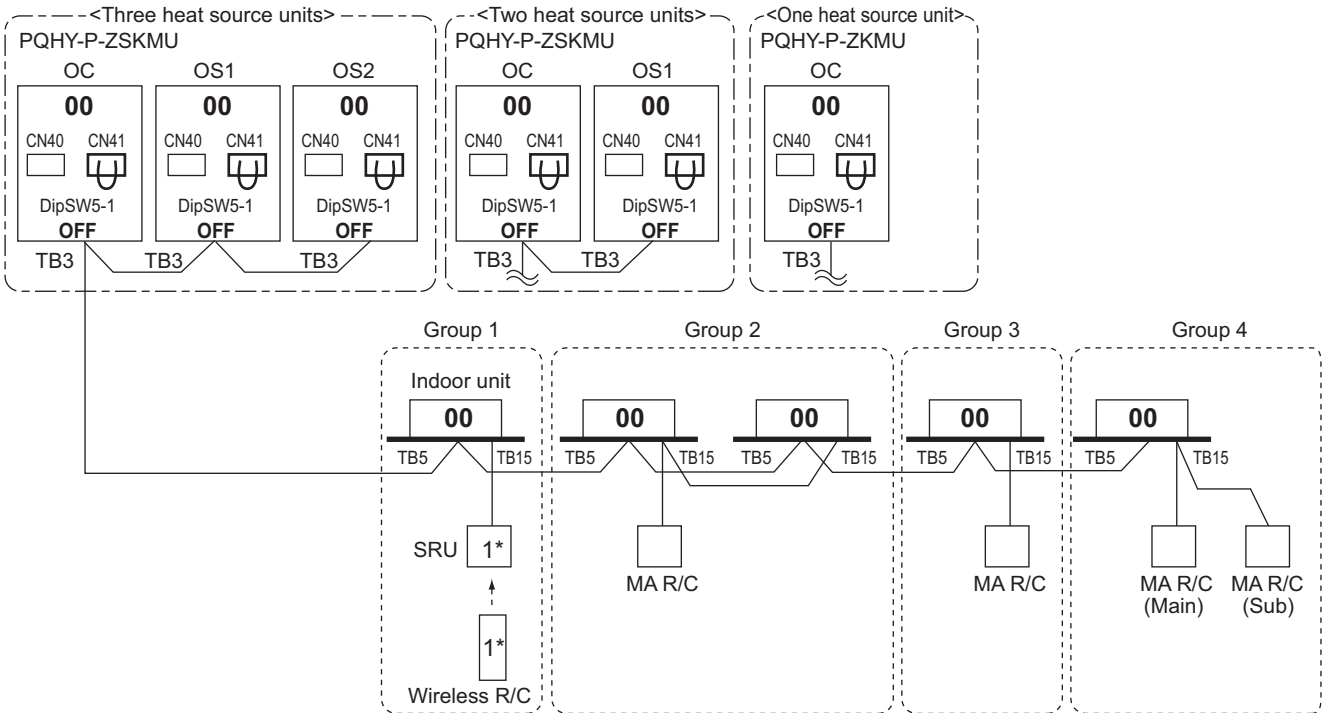 <Three heat source units> <Two heat source units> <One heat source unit>
PQHY-P-ZSKMU PQHY-P-ZSKMU PQHY-P-ZKMU
OC OS1 OS2 OC OS1 OC
00 00 00 00 00 00
CN40 CN41 CN40 CN41 CN40 CN41 CN40 CN41 CN40 CN41 CN40 CN41
DipSW5-1 DipSW5-1 DipSW5-1 DipSW5-1 DipSW5-1 DipSW5-1
OFF OFF OFF OFF OFF OFF
TB3 TB3 TB3 TB3 TB3 TB3
Group 1 Group 2 Group 3 Group 4
Indoor unit
00 00 00 00 00
TB5 TB15 TB5 TB15 TB5 TB15 TB5 TB15 TB5 TB15
SRU 1*
MA R/C MA R/C MA R/C MA R/C
(Main) (Sub)
1*
Wireless R/C